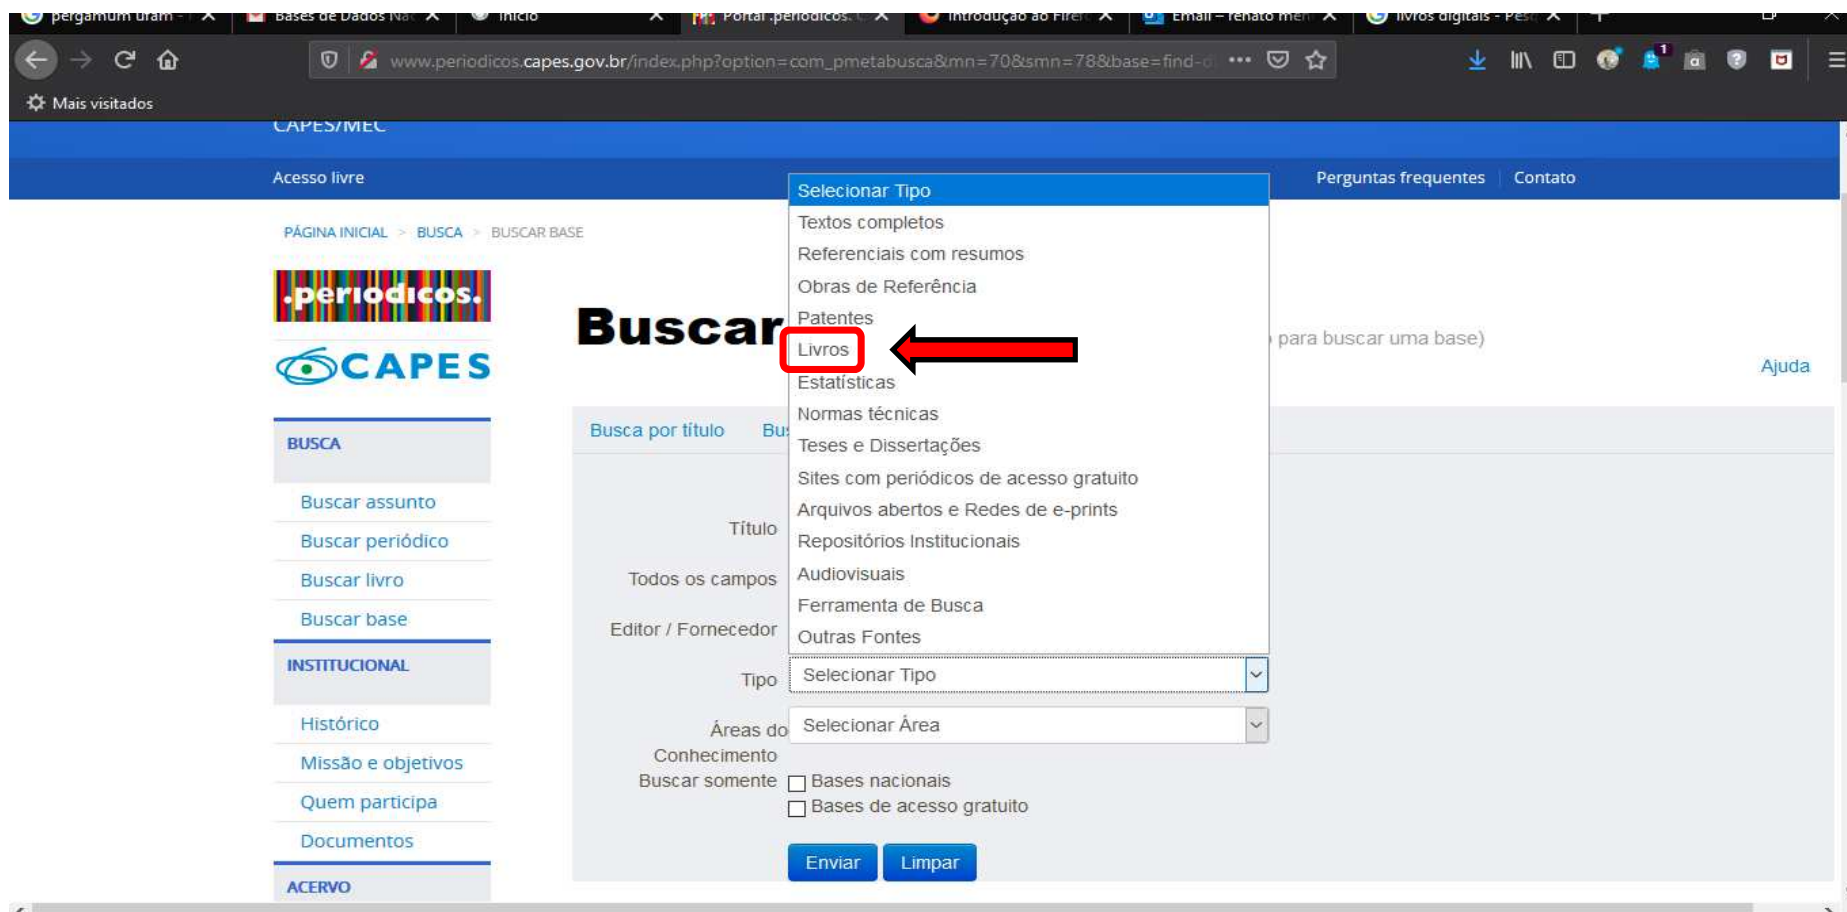 pergamum ufam -
Bases de Dados Nac
Início
Portal .periodicos. C
Introdução ao Firef
Email – renato men
livros digitais - Pesq
www.periodicos.capes.gov.br/index.php?option=com_pmetabusca&mn=70&smn=78&base=find-d
1
Mais visitados
CAPES/MEC
Acesso livre
Perguntas frequentes
Contato
PÁGINA INICIAL > BUSCA > BUSCAR BASE
.periodicos.
CAPES
Buscar
para buscar uma base)
Ajuda
Selecionar Tipo
Textos completos
Referenciais com resumos
Obras de Referência
Patentes
Livros
Estatísticas
Normas técnicas
Teses e Dissertações
Sites com periódicos de acesso gratuito
Arquivos abertos e Redes de e-prints
Repositórios Institucionais
Audiovisuais
Ferramenta de Busca
Outras Fontes
BUSCA
Buscar assunto
Buscar periódico
Buscar livro
Buscar base
INSTITUCIONAL
Histórico
Missão e objetivos
Quem participa
Documentos
ACERVO
Busca por título
Título
Todos os campos
Editor / Fornecedor
Tipo
Selecionar Tipo
Áreas do
Conhecimento
Selecionar Área
Buscar somente
Bases nacionais
Bases de acesso gratuito
Enviar
Limpar